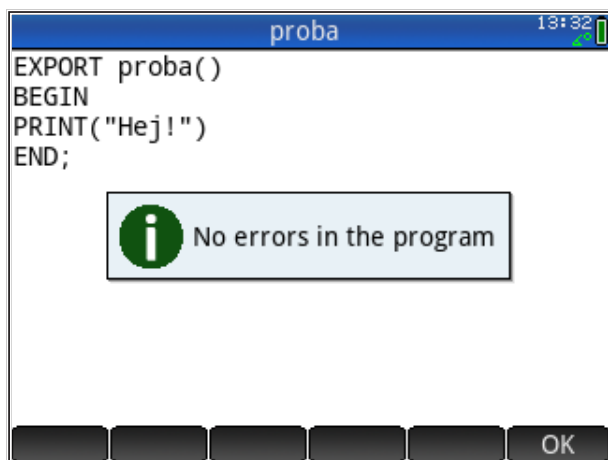 proba
13:32
EXPORT proba()
BEGIN
PRINT("Hej!")
END;
No errors in the program
OK